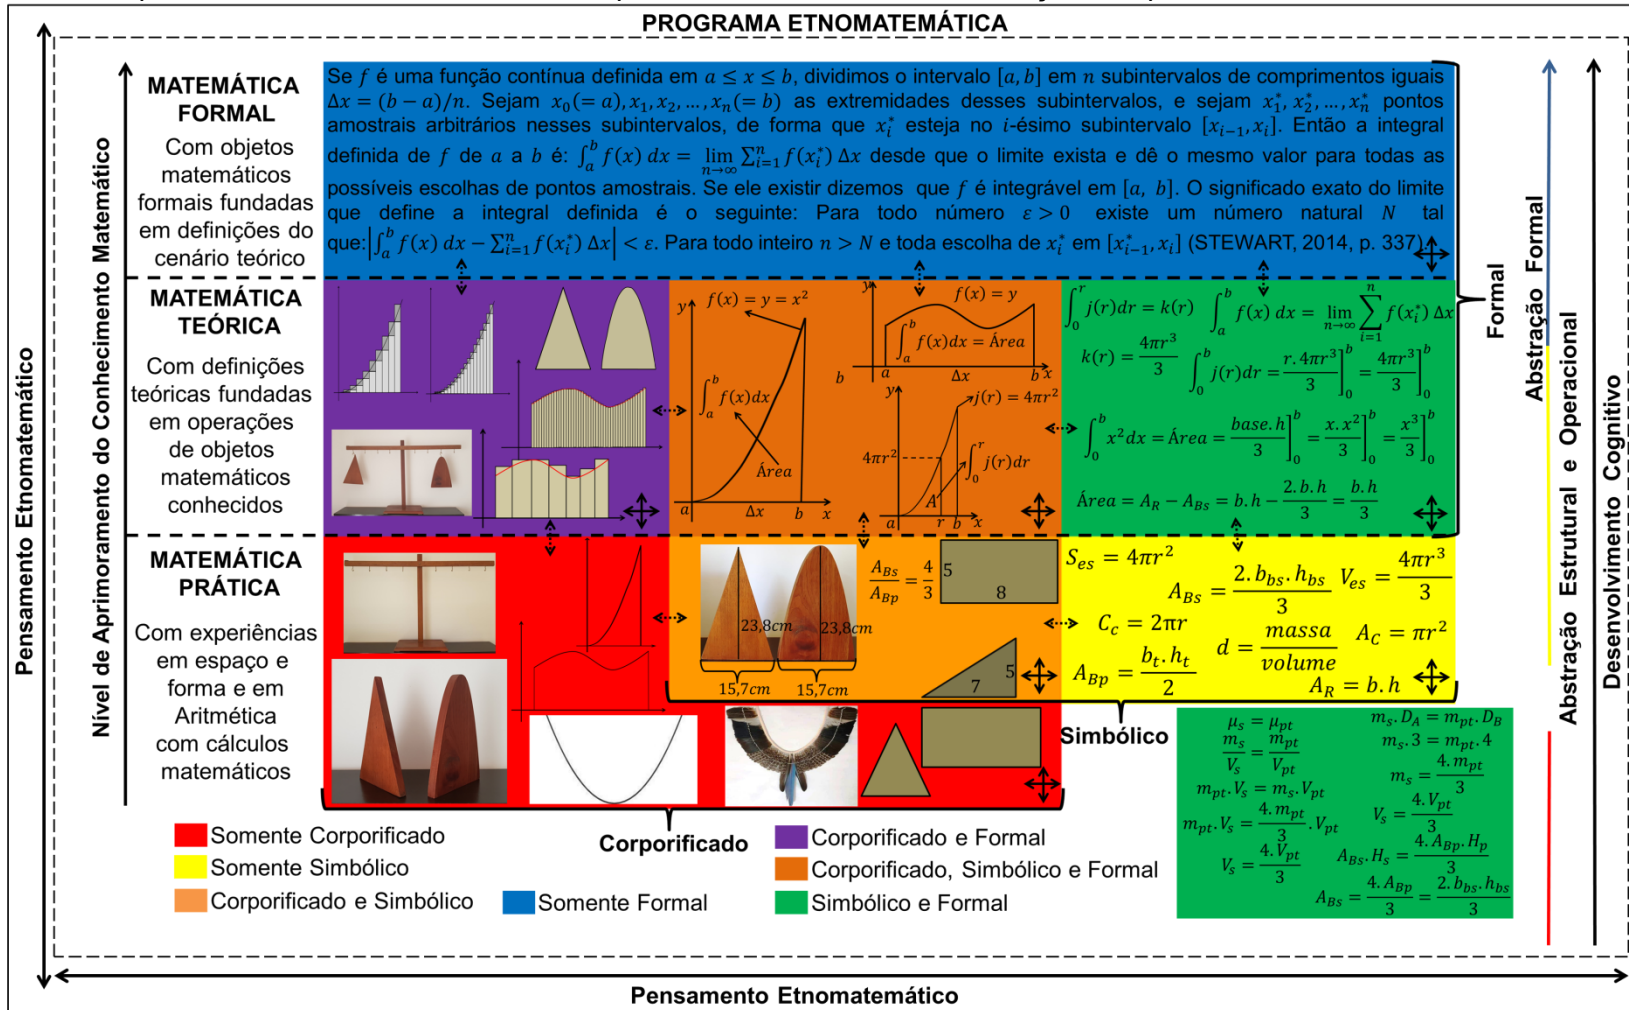 PROGRAMA ETNOMATEMÁTICA
Pensamento Etnomatemático
Nível de Aprimoramento do Conhecimento Matemático
MATEMÁTICA
FORMAL
Com objetos
matemáticos
formais fundadas
em definições do
cenário teórico
Se f é uma função contínua definida em a ≤ x ≤ b, dividimos o intervalo [a, b] em n subintervalos de comprimentos iguais
Δx = (b − a)/n. Sejam x₀(= a), x₁, x₂, … , xₙ(= b) as extremidades desses subintervalos, e sejam x₁*, x₂*, … , xₙ* pontos
amostrais arbitrários nesses subintervalos, de forma que xᵢ* esteja no i-ésimo subintervalo [xᵢ₋₁, xᵢ]. Então a integral
definida de f de a a b é: ∫ₐᵇ f(x) dx = lim n→∞ ∑ᵢ₌₁ⁿ f(xᵢ*) Δx desde que o limite exista e dê o mesmo valor para todas as
possíveis escolhas de pontos amostrais. Se ele existir dizemos que f é integrável em [a, b]. O significado exato do limite
que define a integral definida é o seguinte: Para todo número ε > 0 existe um número natural N tal
que:|∫ₐᵇ f(x) dx − ∑ᵢ₌₁ⁿ f(xᵢ*) Δx| < ε. Para todo inteiro n > N e toda escolha de xᵢ* em [xᵢ₋₁*, xᵢ] (STEWART, 2014, p. 337).
MATEMÁTICA
TEÓRICA
Com definições
teóricas fundadas
em operações
de objetos
matemáticos
conhecidos
y
f(x) = y = x²
∫ₐᵇ f(x)dx
Área
a
Δx
b
x
y
f(x) = y
∫ₐᵇ f(x)dx = Área
a
b
Δx
b x
y
j(r) = 4πr²
4πr²
∫₀ʳ j(r)dr
A
a
r b x
∫₀ʳ j(r)dr = k(r)
∫ₐᵇ f(x) dx = lim n→∞ ∑ᵢ₌₁ⁿ f(xᵢ*) Δx
k(r) = 4πr³/3
∫₀ᵇ j(r)dr = r.4πr³/3]₀ᵇ = 4πr³/3]₀ᵇ
∫₀ᵇ x²dx = Área = base.h/3]₀ᵇ = x.x²/3]₀ᵇ = x³/3]₀ᵇ
Área = A_R − A_Bs = b.h − 2.b.h/3 = b.h/3
MATEMÁTICA
PRÁTICA
Com experiências
em espaço e
forma e em
Aritmética
com cálculos
matemáticos
23,8cm
23,8cm
15,7cm
15,7cm
A_Bs/A_Bp = 4/3
5
8
5
7
S_es = 4πr²
A_Bs = 2.b_bs.h_bs/3
V_es = 4πr³/3
C_c = 2πr
A_Bp = b_t.h_t/2
d = massa/volume
A_C = πr²
A_R = b.h
Simbólico
Corporificado
Formal
Abstração Formal
Abstração Estrutural e Operacional
Desenvolvimento Cognitivo
μ_s = μ_pt
m_s/V_s = m_pt/V_pt
m_pt.V_s = m_s.V_pt
m_pt.V_s = 4.m_pt/3.V_pt
V_s = 4.V_pt/3
m_s.D_A = m_pt.D_B
m_s.3 = m_pt.4
m_s = 4.m_pt/3
V_s = 4.V_pt/3
A_Bs.H_s = 4.A_Bp.H_p/3
A_Bs = 4.A_Bp/3 = 2.b_bs.h_bs/3
Somente Corporificado
Somente Simbólico
Corporificado e Simbólico
Somente Formal
Corporificado e Formal
Corporificado, Simbólico e Formal
Simbólico e Formal
Pensamento Etnomatemático